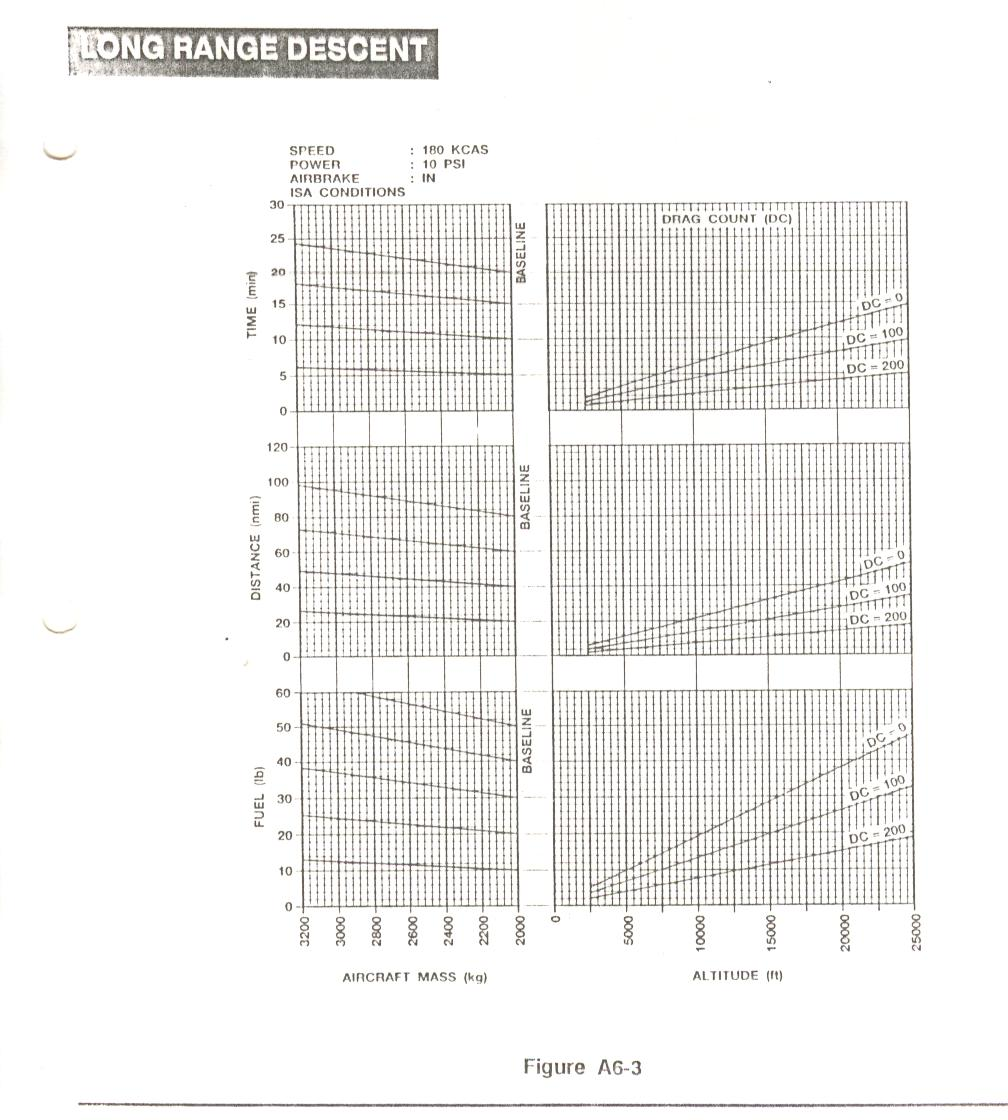 LONG RANGE DESCENT
SPEED : 180 KCAS
POWER : 10 PSI
AIRBRAKE : IN
ISA CONDITIONS
TIME (min)
30
25
20
15
10
5
0
BASELINE
DRAG COUNT (DC)
DC = 0
DC = 100
DC = 200
DISTANCE (nmi)
120
100
80
60
40
20
0
BASELINE
DC = 0
DC = 100
DC = 200
FUEL (lb)
60
50
40
30
20
10
0
BASELINE
DC = 0
DC = 100
DC = 200
3200 3000 2800 2600 2400 2200 2000
0 5000 10000 15000 20000 25000
AIRCRAFT MASS (kg)
ALTITUDE (ft)
Figure A6-3